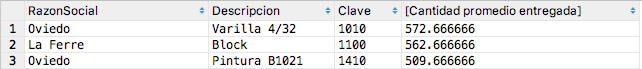 RazonSocial Descripcion Clave [Cantidad promedio entregada]
1 Oviedo Varilla 4/32 1010 572.666666
2 La Ferre Block 1100 562.666666
3 Oviedo Pintura B1021 1410 509.666666